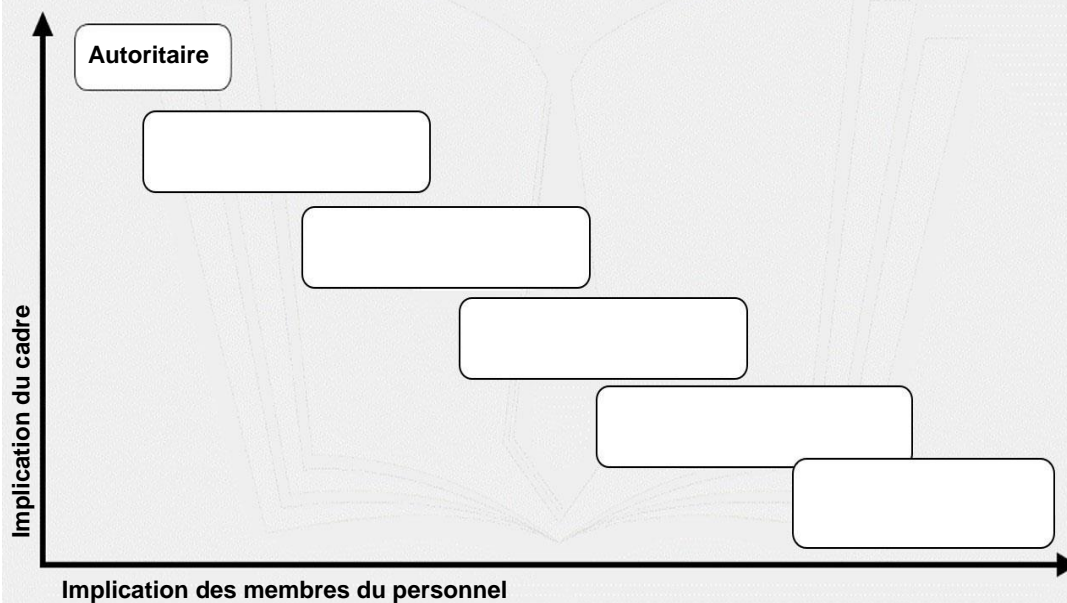 Autoritaire
Implication du cadre
Implication des membres du personnel